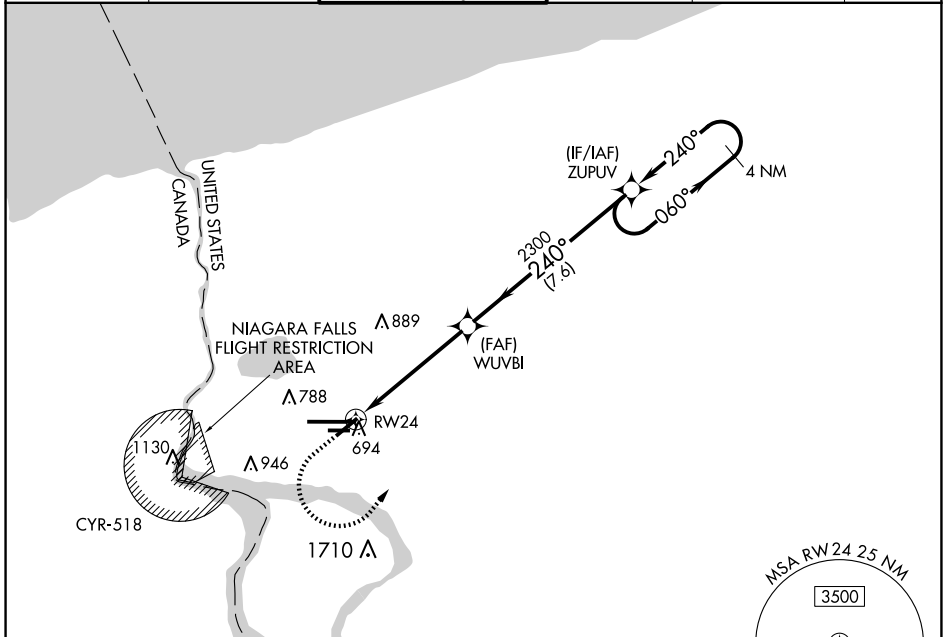 (IF/IAF)
ZUPUV
240°
4 NM
060°
UNITED STATES
CANADA
2300
240°
(7.6)
889
NIAGARA FALLS
FLIGHT RESTRICTION
AREA
(FAF)
WUVBI
788
RW24
694
1130
946
CYR-518
1710
MSA RW24 25 NM
3500